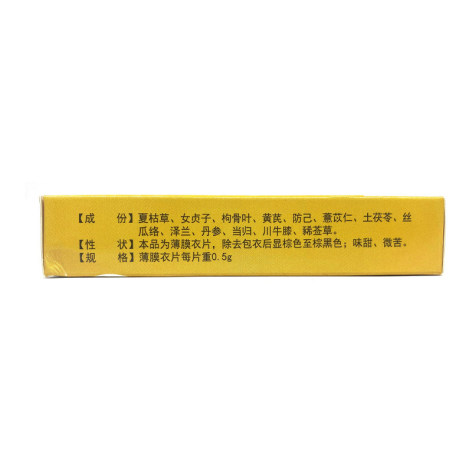 【成　份】夏枯草、女贞子、枸骨叶、黄芪、防己、薏苡仁、土茯苓、丝
瓜络、泽兰、丹参、当归、川牛膝、豨莶草。
【性　状】本品为薄膜衣片，除去包衣后显棕色至棕黑色；味甜、微苦。
【规　格】薄膜衣片每片重0.5g